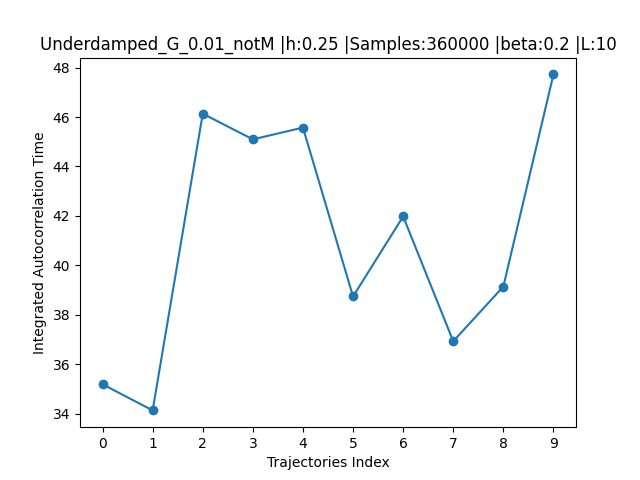 Underdamped_G_0.01_notM |h:0.25 |Samples:360000 |beta:0.2 |L:10
48
46
44
42
40
38
36
34
Integrated Autocorrelation Time
0 1 2 3 4 5 6 7 8 9
Trajectories Index